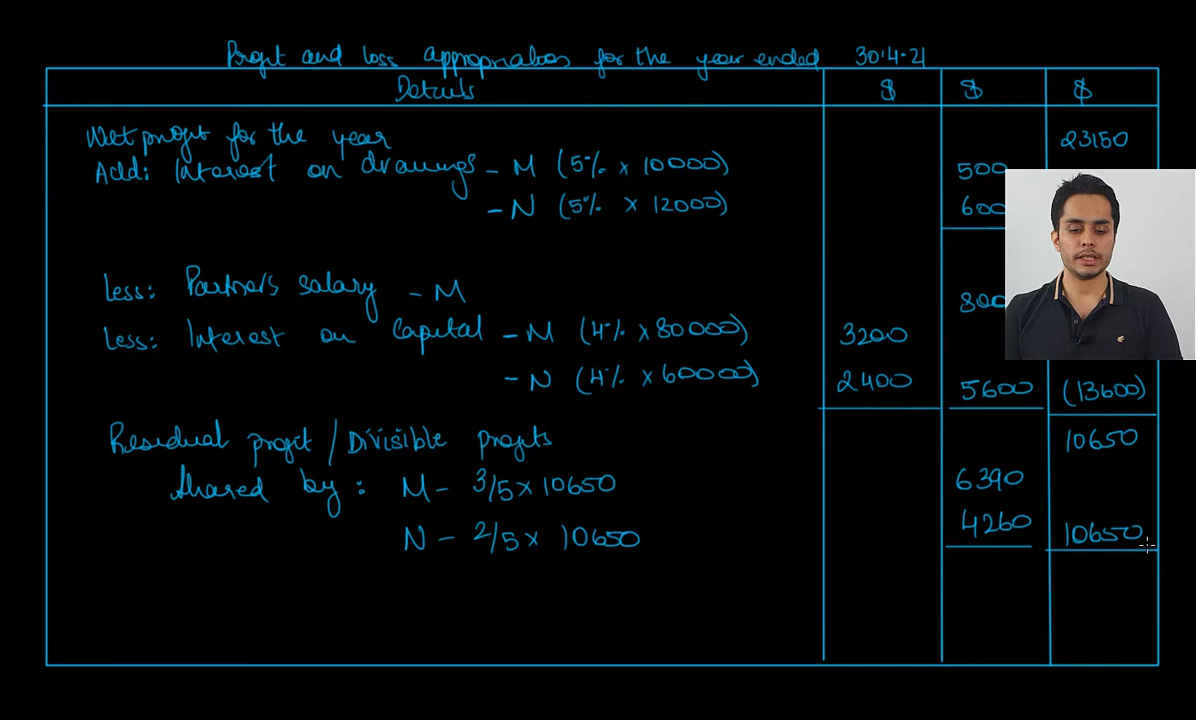 Profit and loss appropriation for the year ended 30.4.21
Details $ $ $
Net profit for the year 23150
Add: Interest on drawings - M (5% x 10000) 500
- N (5% x 12000) 600
Less: Partner's salary - M 800
Less: Interest on capital - M (4% x 80000) 3200
- N (4% x 60000) 2400 5600 (13600)
Residual profit / Divisible profits 10650
Shared by: M - 3/5 x 10650 6390
N - 2/5 x 10650 4260 10650